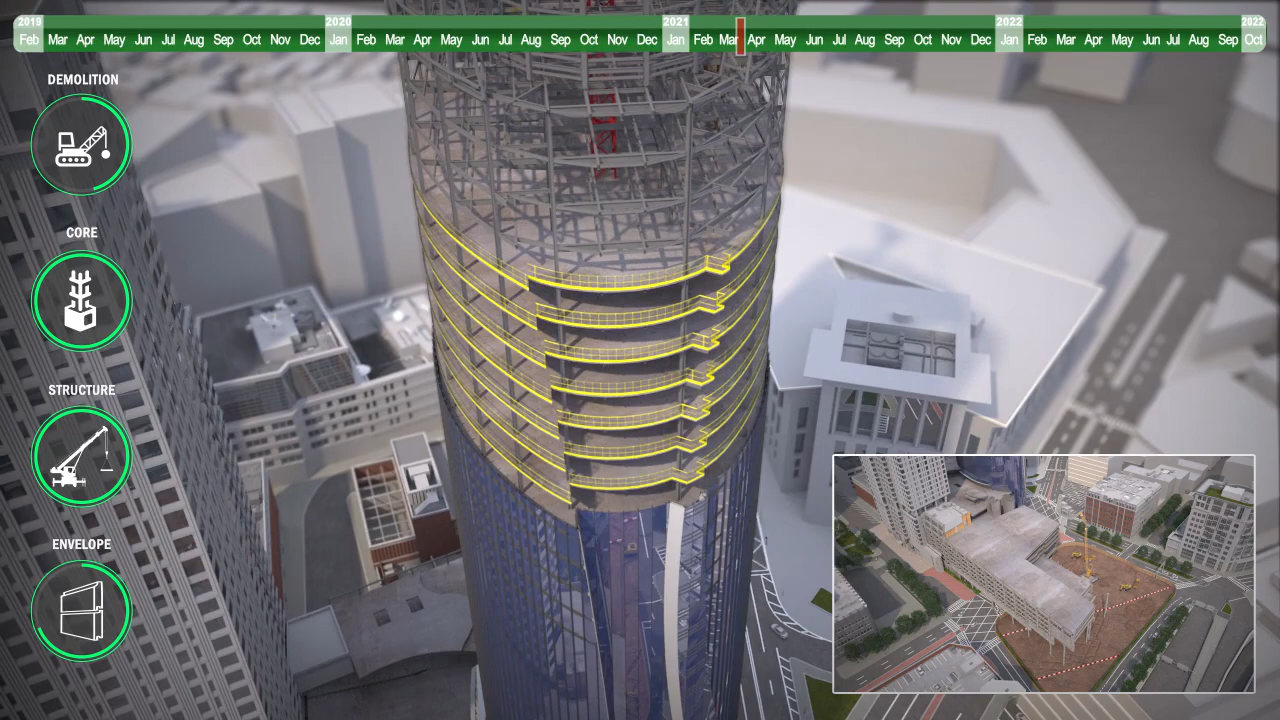 2019 2020 2021 2022 2022
Feb Mar Apr May Jun Jul Aug Sep Oct Nov Dec Jan Feb Mar Apr May Jun Jul Aug Sep Oct Nov Dec Jan Feb Mar Apr May Jun Jul Aug Sep Oct Nov Dec Jan Feb Mar Apr May Jun Jul Aug Sep Oct
DEMOLITION
CORE
STRUCTURE
ENVELOPE